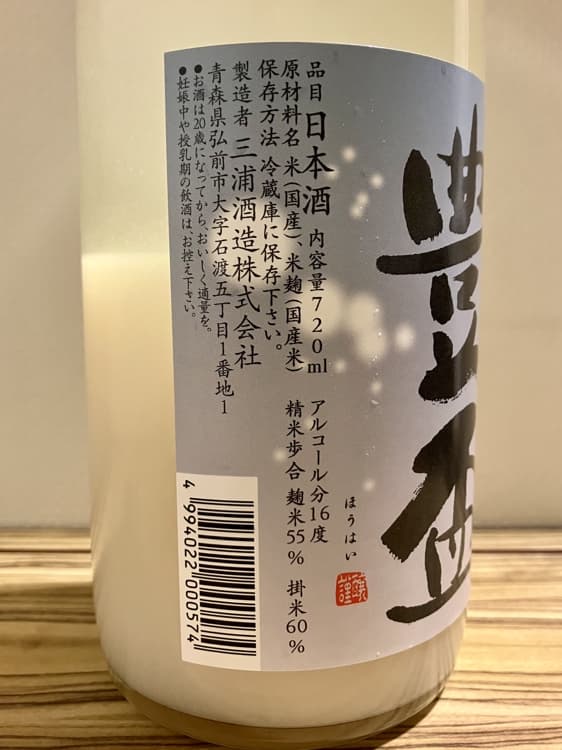 豊盃
ほうはい
謹醸
品目 日本酒 内容量720ml アルコール分16度
原材料名 米(国産)、米麹(国産米) 精米歩合 麹米55% 掛米60%
保存方法 冷蔵庫に保存下さい。
製造者 三浦酒造株式会社
青森県弘前市大字石渡五丁目1番地1
●お酒は20歳になってから、おいしく適量を。
●妊娠中や授乳期の飲酒は、お控え下さい。
4 994022 000574